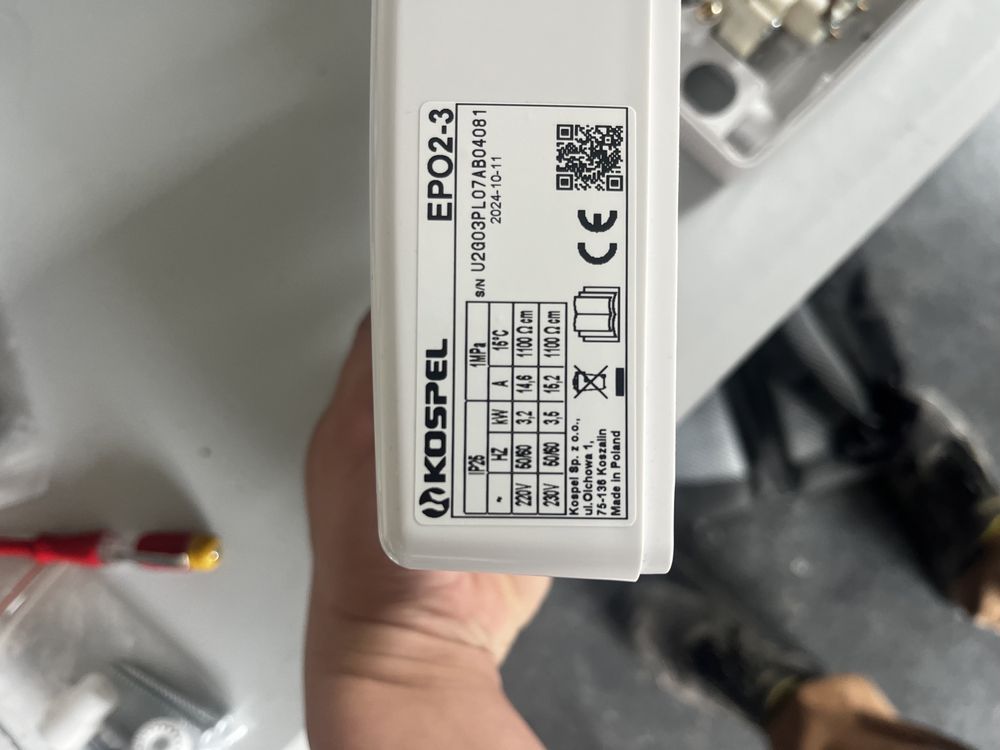 KOSPEL EPO2-3
S/N U2G03PL07AB04081
2024-10-11
IP25 1MPa
~ HZ kW A 15°C
220V 50/60 3,2 14,6 1100 Ω cm
230V 50/60 3,5 15,2 1100 Ω cm
Kospel Sp. z o.o.,
ul.Olchowa 1,
75-136 Koszalin
Made in Poland
CE